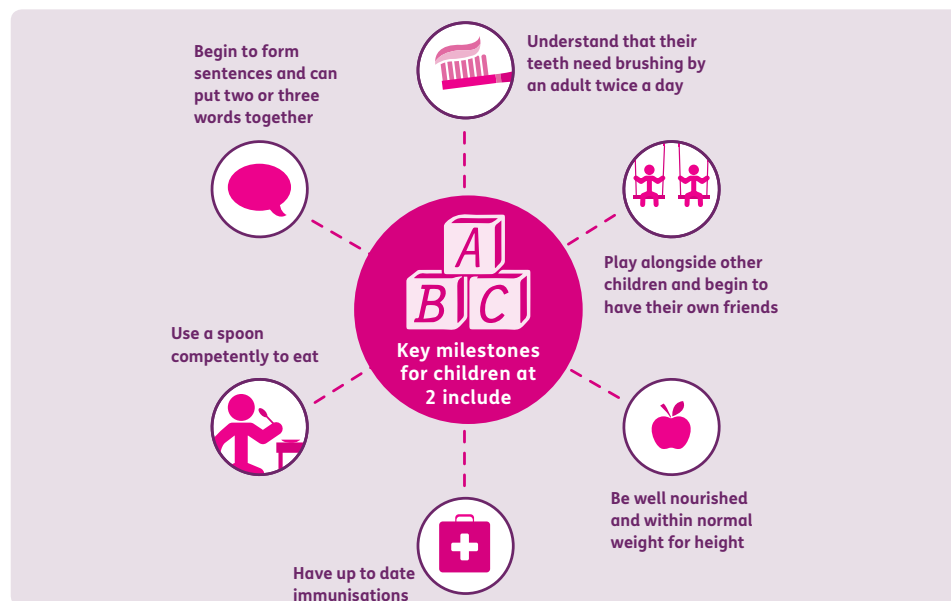 Begin to form
sentences and can
put two or three
words together
Understand that their
teeth need brushing by
an adult twice a day
Play alongside other
children and begin to
have their own friends
A
B C
Key milestones
for children at
2 include
Use a spoon
competently to eat
Be well nourished
and within normal
weight for height
Have up to date
immunisations